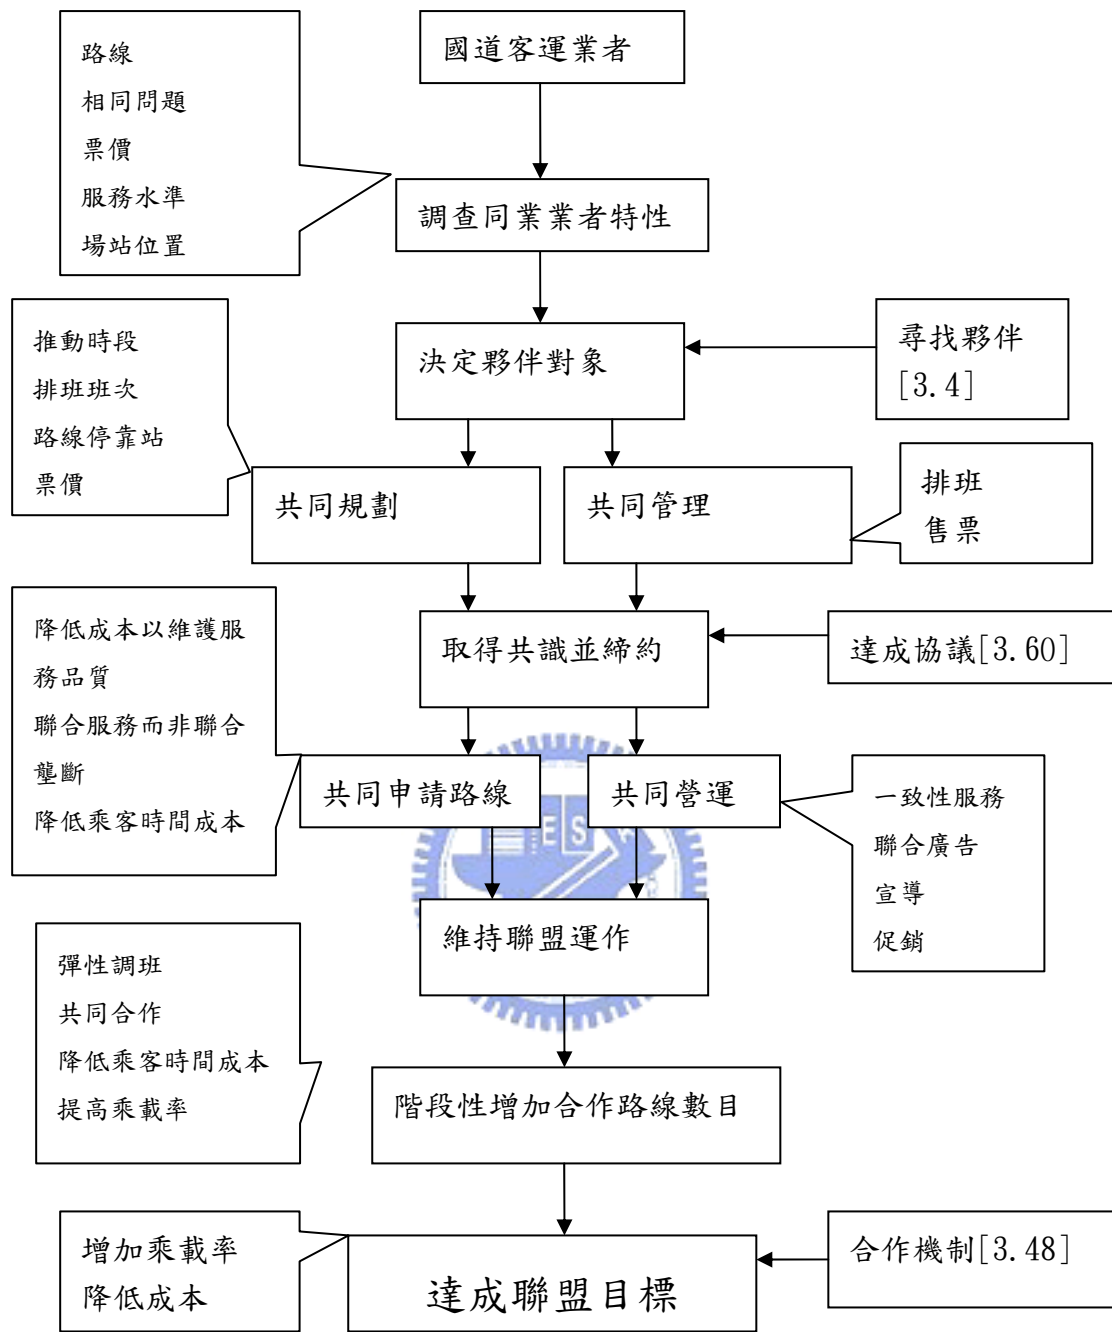 國道客運業者
路線
相同問題
票價
服務水準
場站位置
調查同業業者特性
推動時段
排班班次
路線停靠站
票價
決定夥伴對象
尋找夥伴
[3.4]
共同規劃
共同管理
排班
售票
降低成本以維護服
務品質
聯合服務而非聯合
壟斷
降低乘客時間成本
取得共識並締約
達成協議[3.60]
共同申請路線
共同營運
一致性服務
聯合廣告
宣導
促銷
ES
維持聯盟運作
彈性調班
共同合作
降低乘客時間成本
提高乘載率
階段性增加合作路線數目
增加乘載率
降低成本
達成聯盟目標
合作機制[3.48]